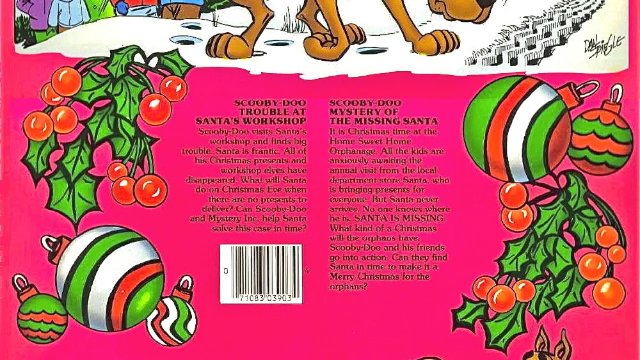 DAN SPIEGLE
SCOOBY-DOO
TROUBLE AT
SANTA'S WORKSHOP
Scooby-Doo visits Santa's
workshop and finds big
trouble. Santa is frantic. All of
his Christmas presents and
workshop elves have
disappeared. What will Santa
do on Christmas Eve when
there are no presents to
deliver? Can Scooby-Doo
and Mystery Inc. help Santa
solve this case in time?
SCOOBY-DOO
MYSTERY OF
THE MISSING SANTA
It is Christmas time at the
Home Sweet Home
Orphanage. All the kids are
anxiously awaiting the
annual visit from the local
department store Santa, who
is bringing presents for
everyone. But Santa never
arrives. No one knows where
he is. SANTA IS MISSING.
What kind of a Christmas
will the orphans have.
Scooby-Doo and his friends
go into action. Can they find
Santa in time to make it a
Merry Christmas for the
orphans?
0 71083 03903